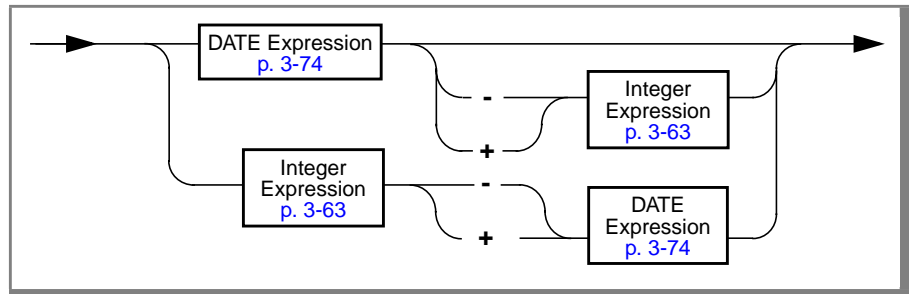 DATE Expression
p. 3-74
-
Integer
Expression
p. 3-63
+
Integer
Expression
p. 3-63
-
+
DATE
Expression
p. 3-74